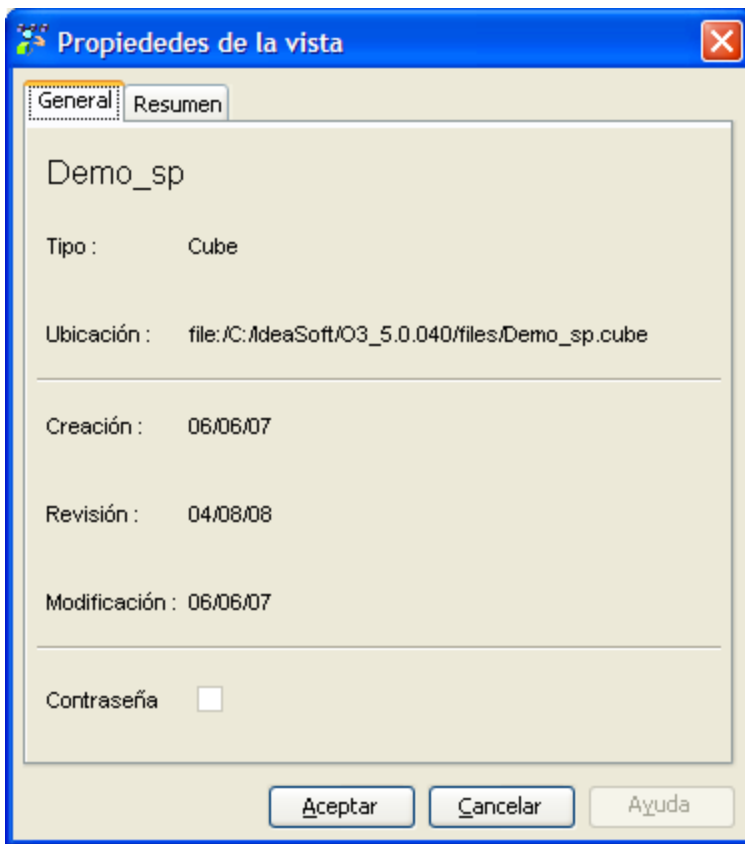 Propiededes de la vista
General Resumen
Demo_sp
Tipo : Cube
Ubicación : file:/C:/IdeaSoft/O3_5.0.040/files/Demo_sp.cube
Creación : 06/06/07
Revisión : 04/08/08
Modificación : 06/06/07
Contraseña
Aceptar Cancelar Ayuda